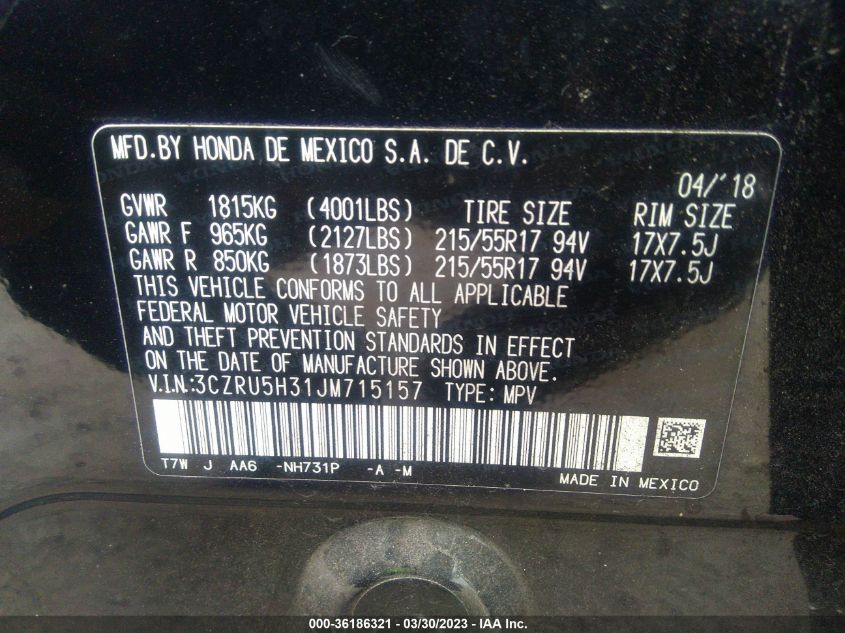 MFD.BY HONDA DE MEXICO S.A. DE C.V.
04/'18
GVWR 1815KG (4001LBS) TIRE SIZE RIM SIZE
GAWR F 965KG (2127LBS) 215/55R17 94V 17X7.5J
GAWR R 850KG (1873LBS) 215/55R17 94V 17X7.5J
THIS VEHICLE CONFORMS TO ALL APPLICABLE
FEDERAL MOTOR VEHICLE SAFETY
AND THEFT PREVENTION STANDARDS IN EFFECT
ON THE DATE OF MANUFACTURE SHOWN ABOVE.
V.I.N.:3CZRU5H31JM715157 TYPE: MPV
T7W J AA6 -NH731P -A -M
MADE IN MEXICO
000-36186321 - 03/30/2023 - IAA Inc.